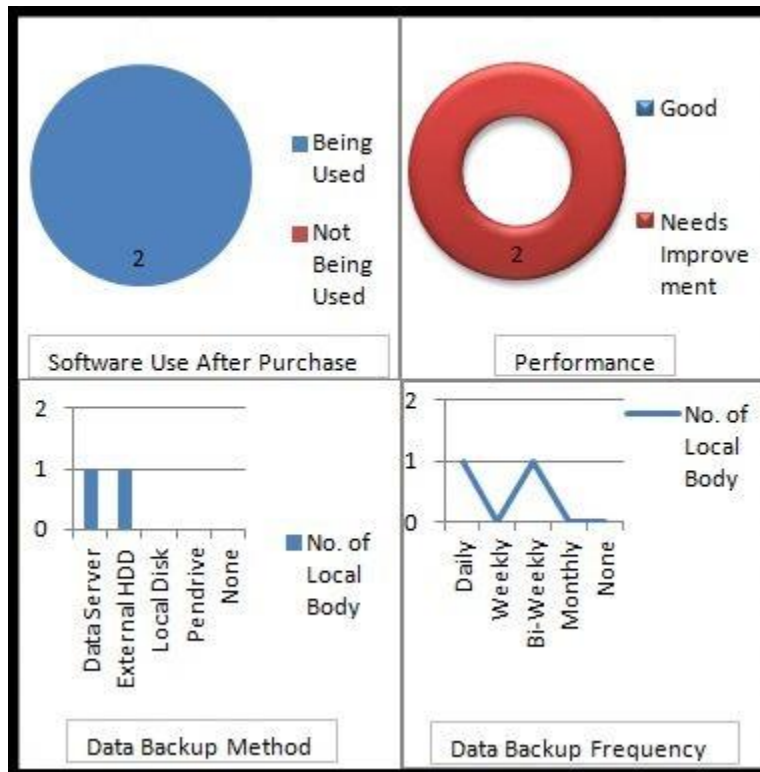 Being
Used
Not
Being
Used
2
Software Use After Purchase
Good
Needs
Improve
ment
2
Performance
2
1
0
Data Server
External HDD
Local Disk
Pendrive
None
No. of
Local
Body
Data Backup Method
2
1
0
Daily
Weekly
Bi-Weekly
Monthly
None
No. of
Local
Body
Data Backup Frequency